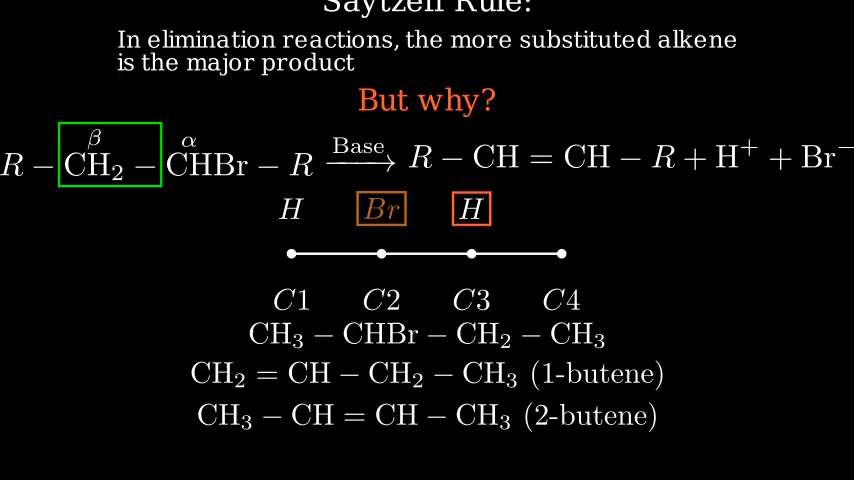 Saytzeff Rule:
In elimination reactions, the more substituted alkene
is the major product
But why?
β α
R − CH₂ − CHBr − R Base → R − CH = CH − R + H⁺ + Br⁻
H Br H
C1 C2 C3 C4
CH₃ − CHBr − CH₂ − CH₃
CH₂ = CH − CH₂ − CH₃ (1-butene)
CH₃ − CH = CH − CH₃ (2-butene)